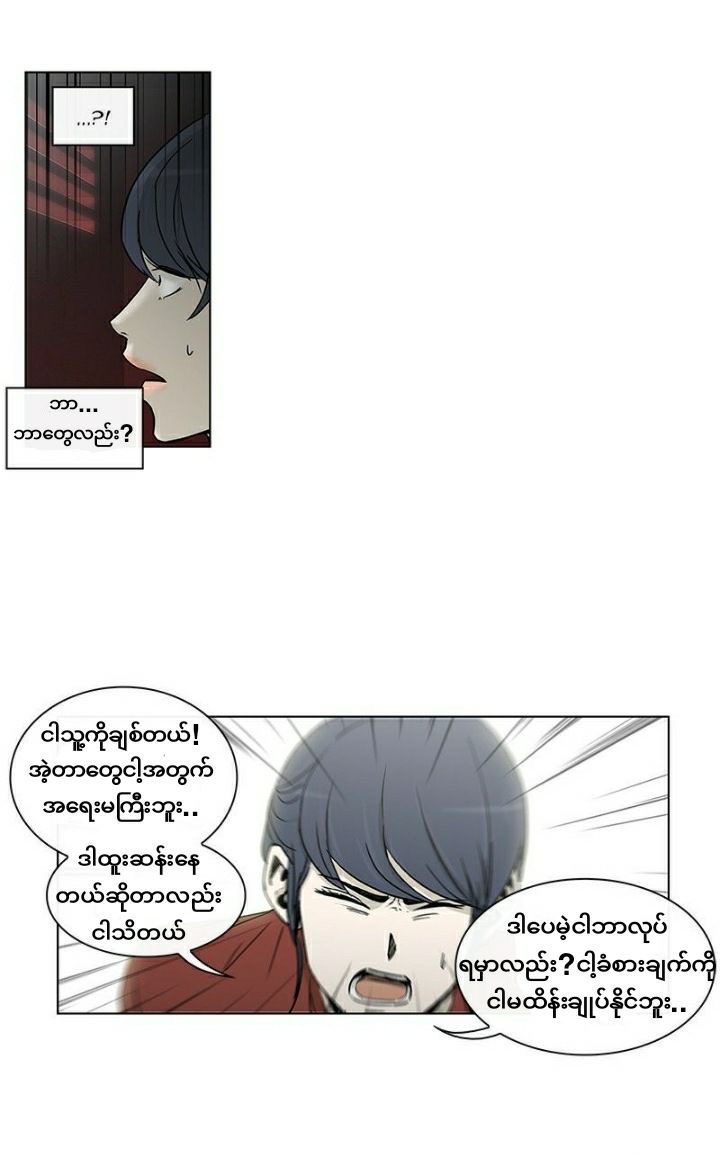 ...?!
ဘာ...
ဘာတွေလည်း?
ငါသူ့ကိုချစ်တယ်!
အဲ့တာတွေငါ့အတွက်
အရေးမကြီးဘူး..
ဒါထူးဆန်းနေ
တယ်ဆိုတာလည်း
ငါသိတယ်
ဒါပေမဲ့ငါဘာလုပ်
ရမှာလည်း?ငါ့ခံစားချက်ကို
ငါမထိန်းချုပ်နိုင်ဘူး..